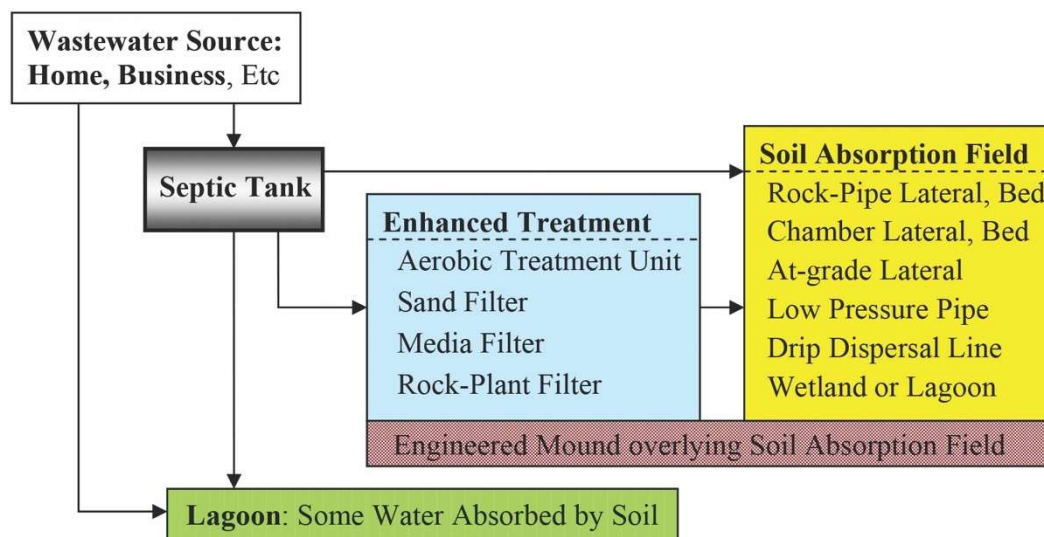 Wastewater Source:
Home, Business, Etc
Septic Tank
Enhanced Treatment
Aerobic Treatment Unit
Sand Filter
Media Filter
Rock-Plant Filter
Soil Absorption Field
Rock-Pipe Lateral, Bed
Chamber Lateral, Bed
At-grade Lateral
Low Pressure Pipe
Drip Dispersal Line
Wetland or Lagoon
Engineered Mound overlying Soil Absorption Field
Lagoon: Some Water Absorbed by Soil